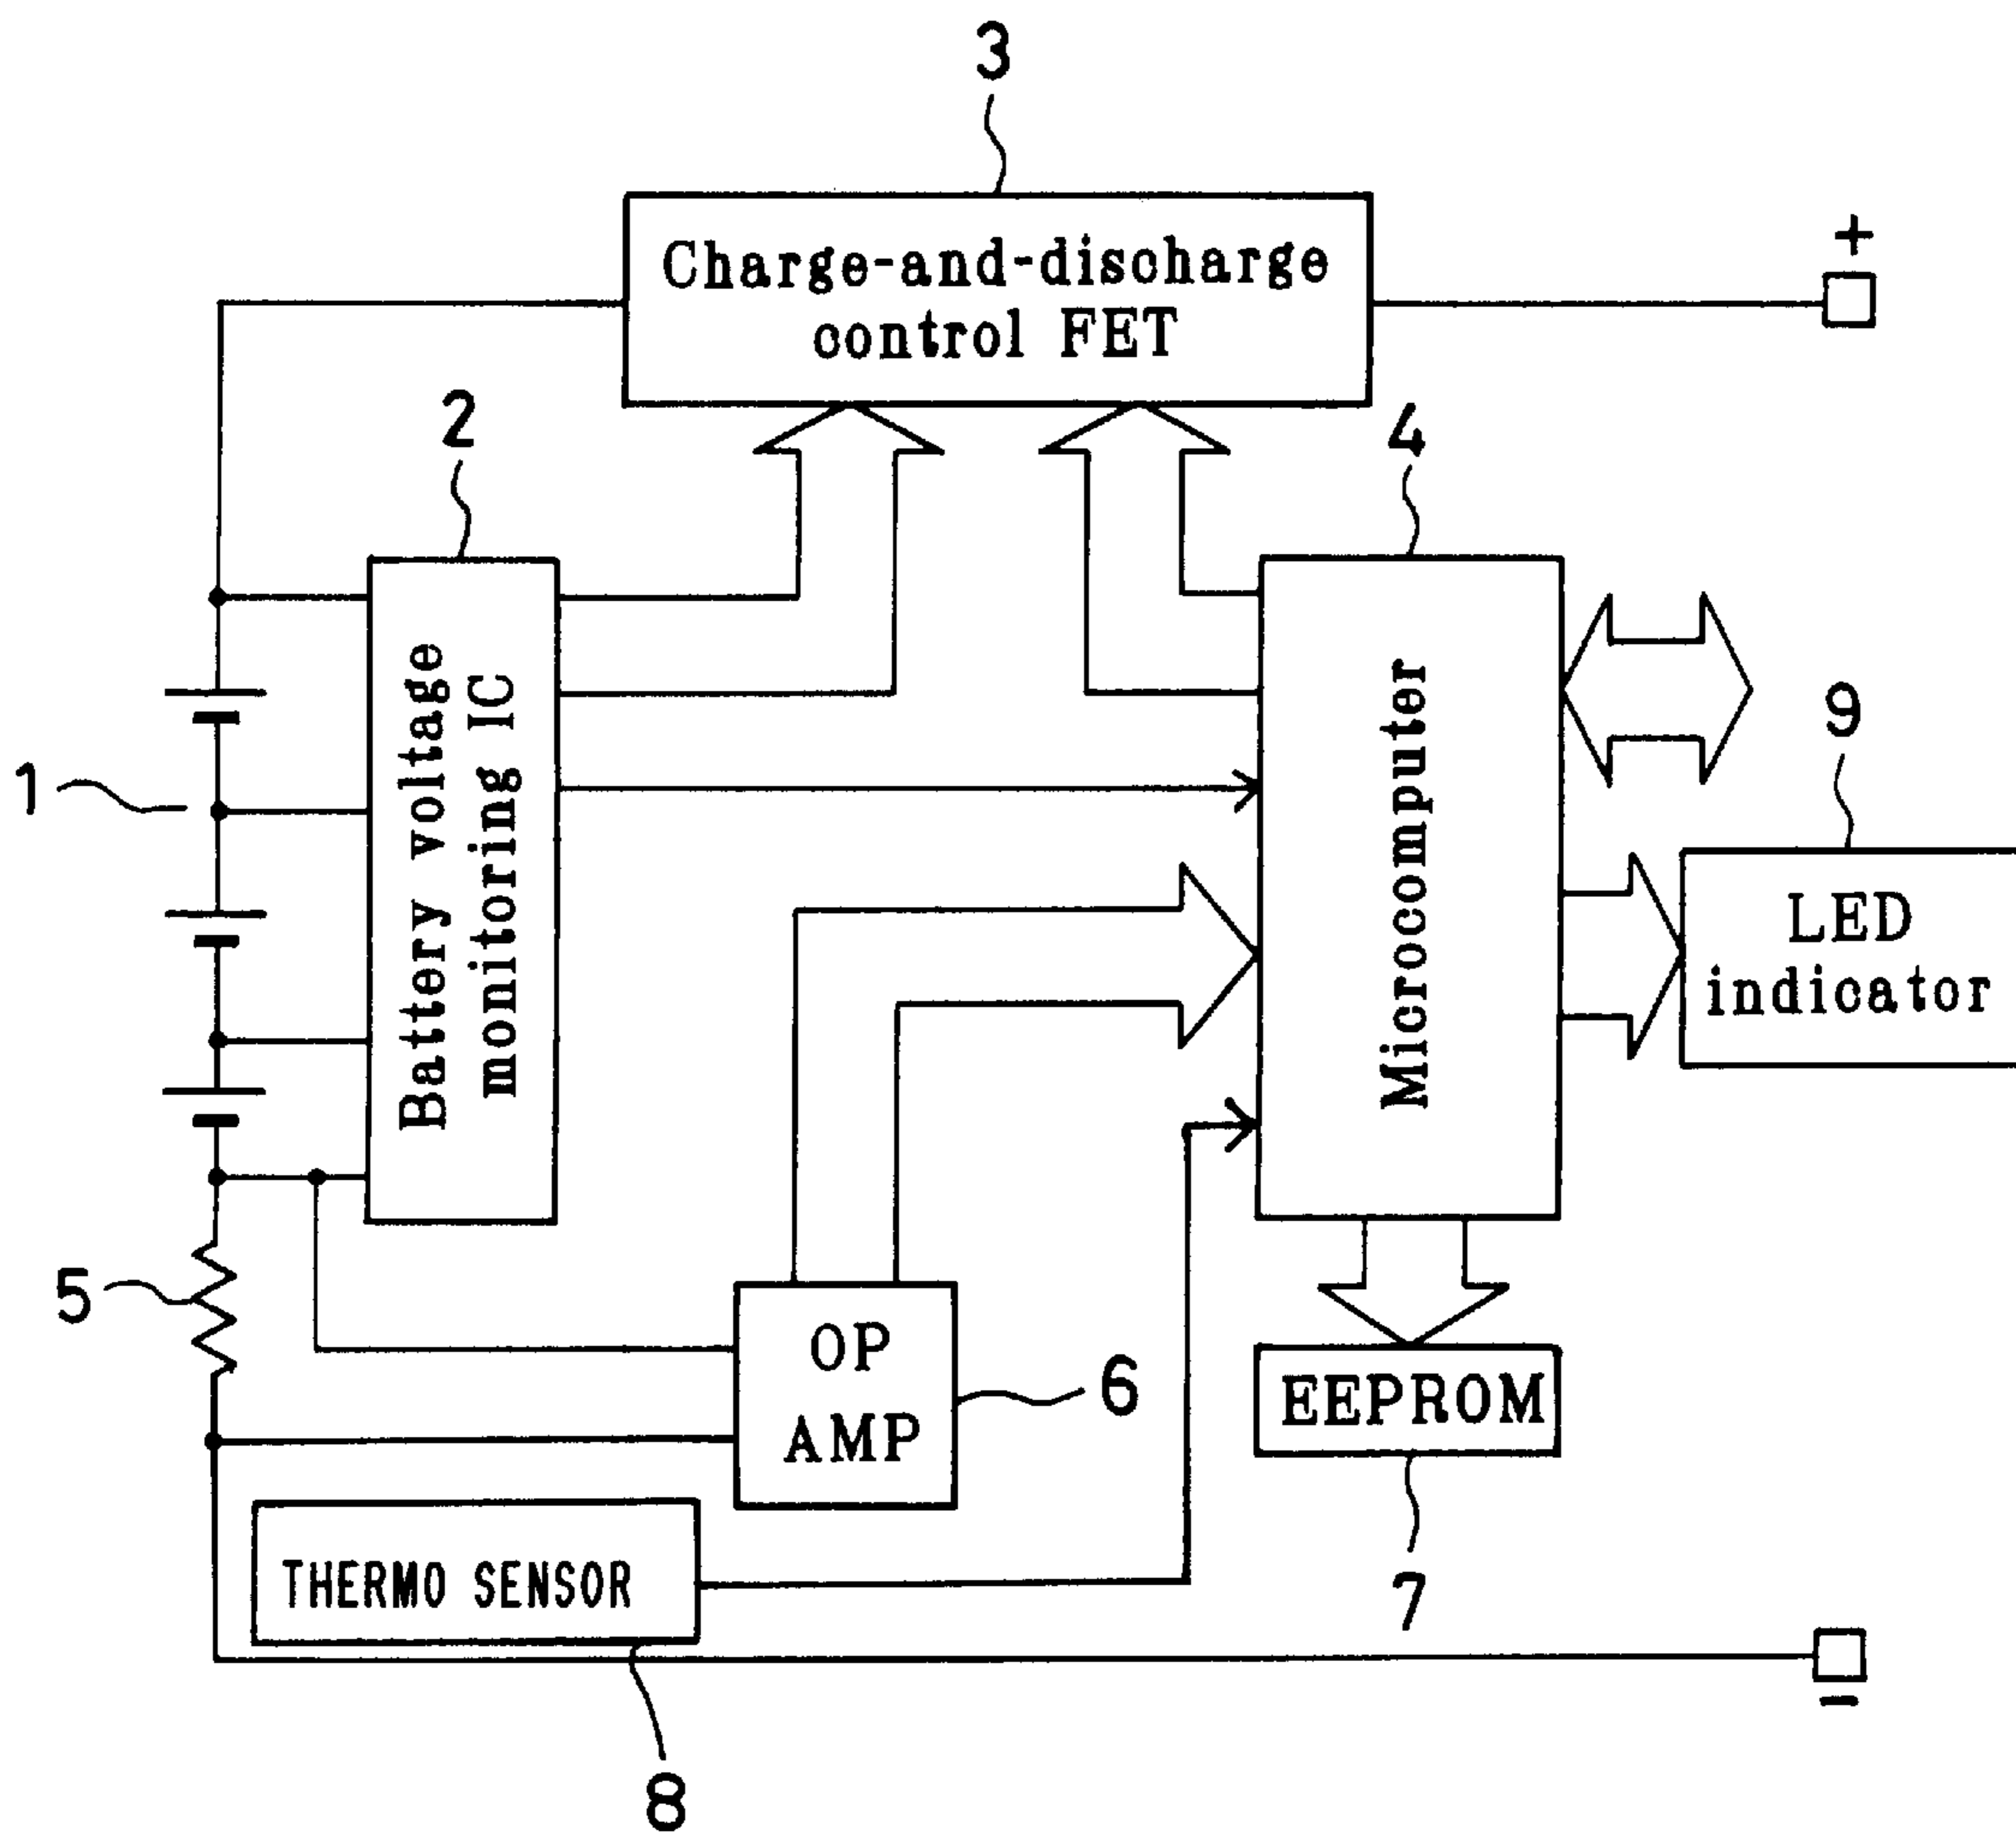 3
Charge-and-discharge
control FET
+
2
4
Battery voltage
monitoring IC
Microcomputer
1
9
LED
indicator
5
OP
AMP
6
EEPROM
7
THERMO SENSOR
8
-